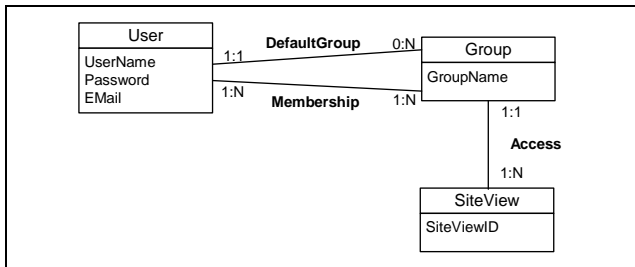 User
UserName
Password
EMail
DefaultGroup
1:1
0:N
1:N
Membership
1:N
Group
GroupName
1:1
Access
1:N
SiteView
SiteViewID